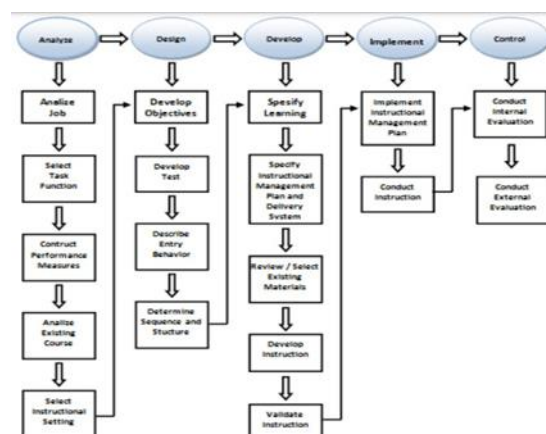 Analyze
Design
Develop
Implement
Control
Analize
Job
Select
Task
Function
Contruct
Performance
Measures
Analise
Existing
Course
Select
Instructional
Setting
Develop
Objectives
Develop
Test
Describe
Entry
Behavior
Determine
Sequence and
Stucture
Spesify
Learning
Specify
Instructional
Management
Plan and
Delivery
System
Review / Select
Existing
Materials
Develop
Instruction
Validate
Instruction
Implement
Instructional
Management
Plan
Conduct
Instruction
Conduct
Internal
Evaluation
Conduct
External
Evaluation